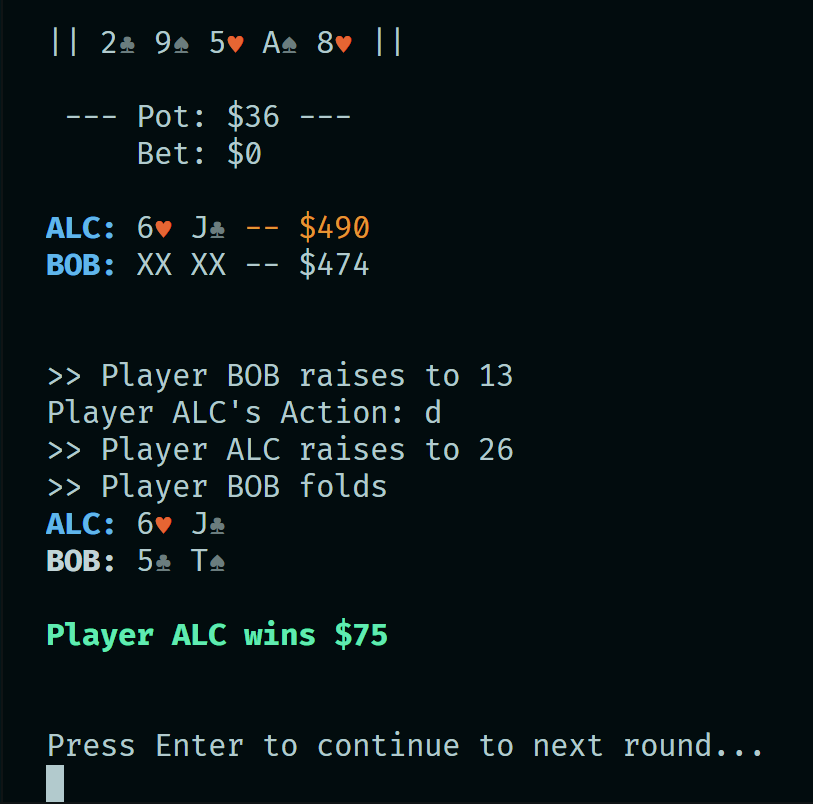 || 2♣ 9♠ 5♥ A♠ 8♥ ||
--- Pot: $36 ---
Bet: $0
ALC: 6♥ J♣ -- $490
BOB: XX XX -- $474
>> Player BOB raises to 13
Player ALC's Action: d
>> Player ALC raises to 26
>> Player BOB folds
ALC: 6♥ J♣
BOB: 5♣ T♠
Player ALC wins $75
Press Enter to continue to next round...